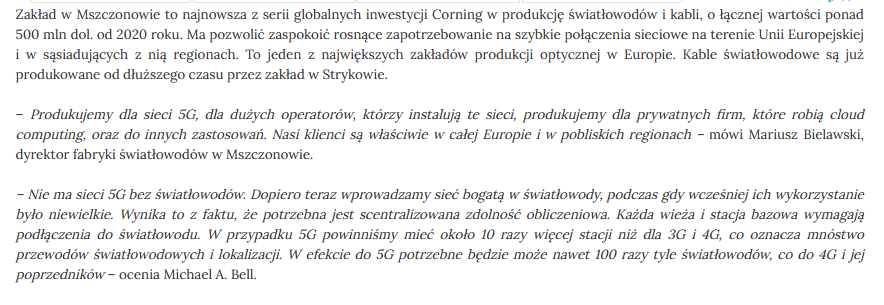 Zakład w Mszczonowie to najnowsza z serii globalnych inwestycji Corning w produkcję światłowodów i kabli, o łącznej wartości ponad
500 mln dol. od 2020 roku. Ma pozwolić zaspokoić rosnące zapotrzebowanie na szybkie połączenia sieciowe na terenie Unii Europejskiej
i w sąsiadujących z nią regionach. To jeden z największych zakładów produkcji optycznej w Europie. Kable światłowodowe są już
produkowane od dłuższego czasu przez zakład w Strykowie.
– Produkujemy dla sieci 5G, dla dużych operatorów, którzy instalują te sieci, produkujemy dla prywatnych firm, które robią cloud
computing, oraz do innych zastosowań. Nasi klienci są właściwie w całej Europie i w pobliskich regionach – mówi Mariusz Bielawski,
dyrektor fabryki światłowodów w Mszczonowie.
– Nie ma sieci 5G bez światłowodów. Dopiero teraz wprowadzamy sieć bogatą w światłowody, podczas gdy wcześniej ich wykorzystanie
było niewielkie. Wynika to z faktu, że potrzebna jest scentralizowana zdolność obliczeniowa. Każda wieża i stacja bazowa wymagają
podłączenia do światłowodu. W przypadku 5G powinniśmy mieć około 10 razy więcej stacji niż dla 3G i 4G, co oznacza mnóstwo
przewodów światłowodowych i lokalizacji. W efekcie do 5G potrzebne będzie może nawet 100 razy tyle światłowodów, co do 4G i jej
poprzedników – ocenia Michael A. Bell.